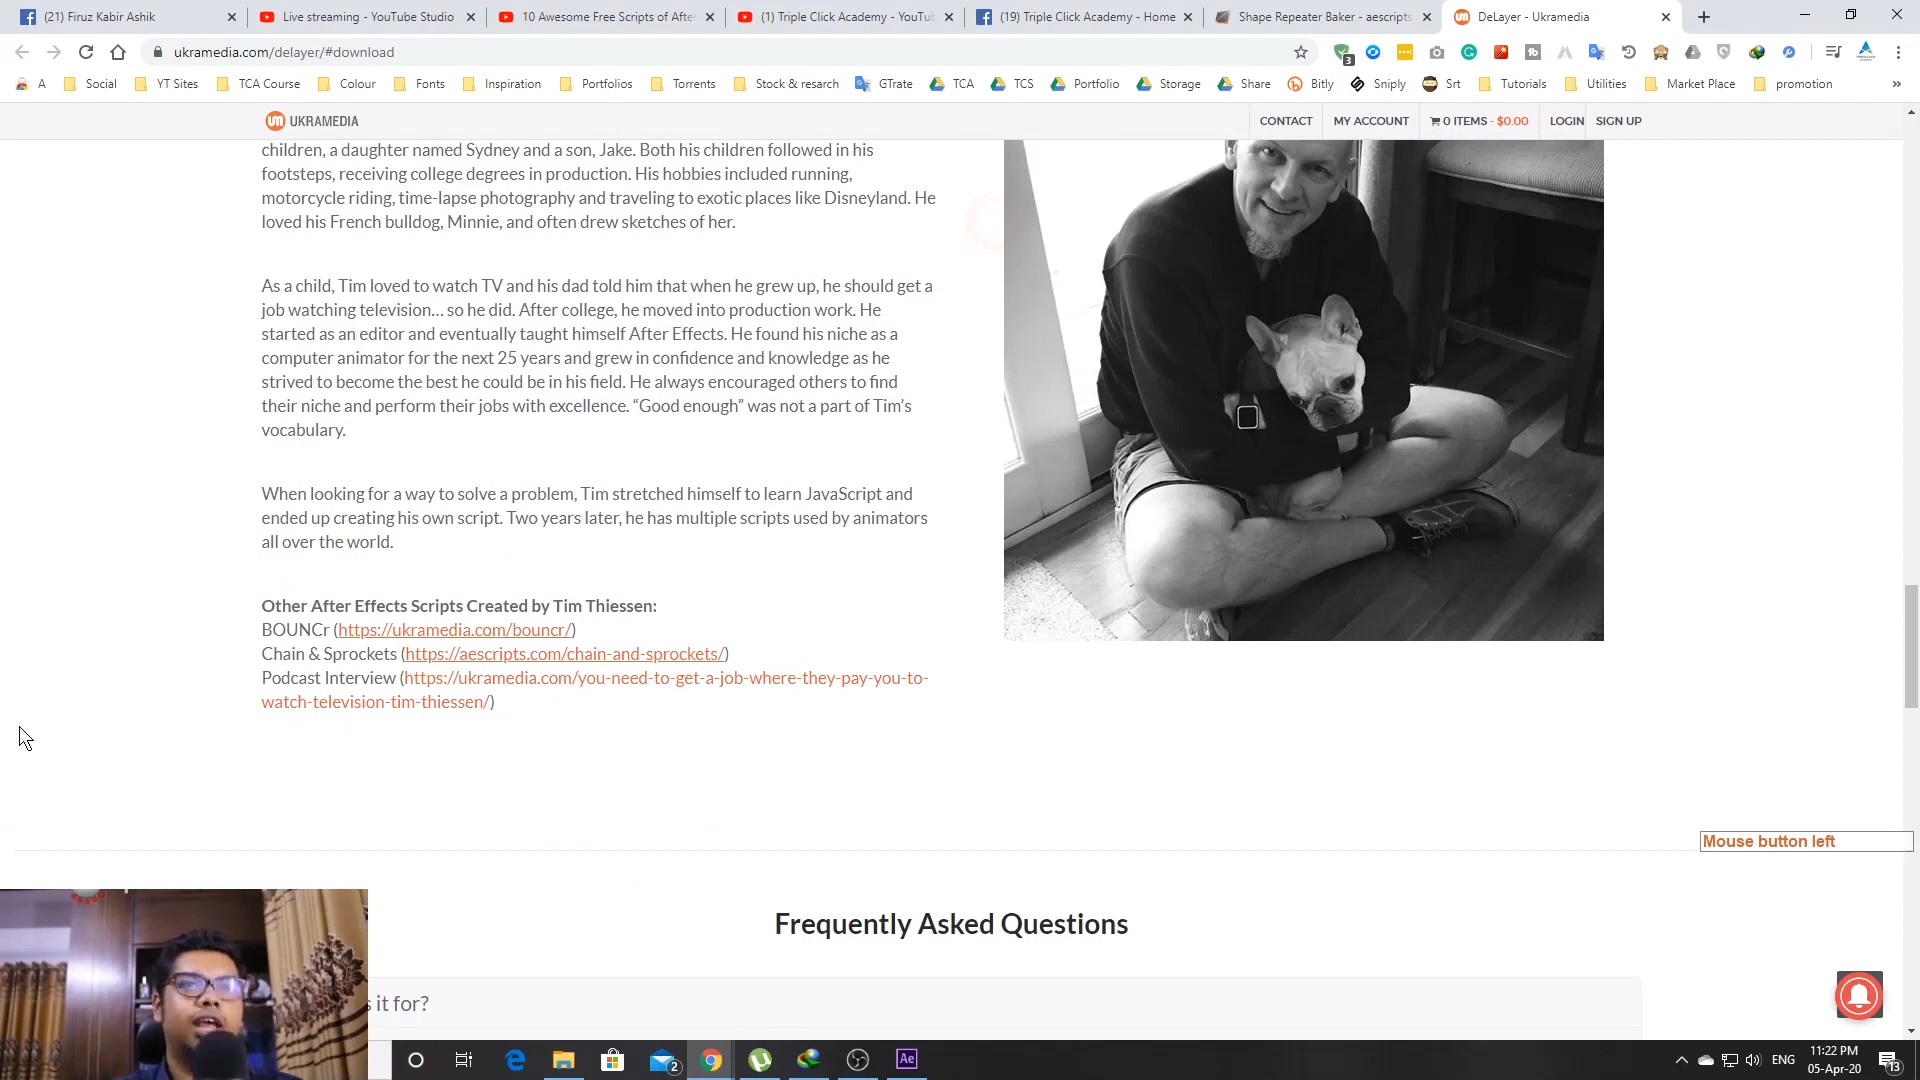 (21) Firuz Kabir Ashik
Live streaming - YouTube Studio
10 Awesome Free Scripts of After
(1) Triple Click Academy - YouTu
(19) Triple Click Academy - Home
Shape Repeater Baker - aescripts
DeLayer - Ukramedia
ukramedia.com/delayer/#download
3
A
Social
YT Sites
TCA Course
Colour
Fonts
Inspiration
Portfolios
Torrents
Stock & resarch
GTrate
TCA
TCS
Portfolio
Storage
Share
Bitly
Sniply
Srt
Tutorials
Utilities
Market Place
promotion
»
um UKRAMEDIA
CONTACT
MY ACCOUNT
0 ITEMS - $0.00
LOGIN
SIGN UP
children, a daughter named Sydney and a son, Jake. Both his children followed in his
footsteps, receiving college degrees in production. His hobbies included running,
motorcycle riding, time-lapse photography and traveling to exotic places like Disneyland. He
loved his French bulldog, Minnie, and often drew sketches of her.
As a child, Tim loved to watch TV and his dad told him that when he grew up, he should get a
job watching television… so he did. After college, he moved into production work. He
started as an editor and eventually taught himself After Effects. He found his niche as a
computer animator for the next 25 years and grew in confidence and knowledge as he
strived to become the best he could be in his field. He always encouraged others to find
their niche and perform their jobs with excellence. “Good enough” was not a part of Tim’s
vocabulary.
When looking for a way to solve a problem, Tim stretched himself to learn JavaScript and
ended up creating his own script. Two years later, he has multiple scripts used by animators
all over the world.
Other After Effects Scripts Created by Tim Thiessen:
BOUNCr (https://ukramedia.com/bouncr/)
Chain & Sprockets (https://aescripts.com/chain-and-sprockets/)
Podcast Interview (https://ukramedia.com/you-need-to-get-a-job-where-they-pay-you-to-
watch-television-tim-thiessen/)
Mouse button left
Frequently Asked Questions
s it for?
2
Ae
ENG
11:22 PM
05-Apr-20
13